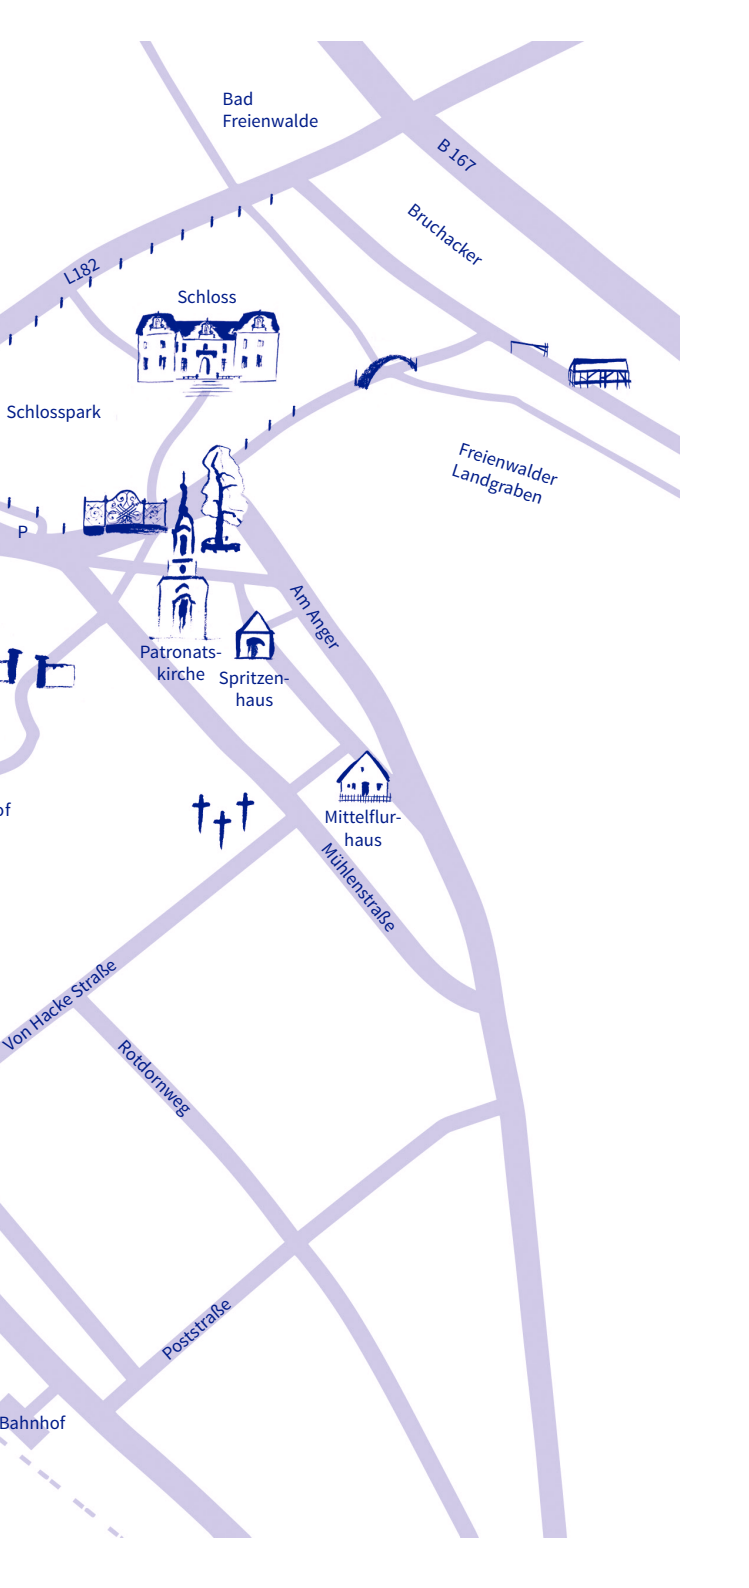 Bad
Freienwalde
B 167
Bruchacker
L182
Schloss
Schlosspark
Freienwalder
Landgraben
P
Am Anger
Patronats-
kirche
Spritzen-
haus
of
Mittelflur-
haus
Mühlenstraße
Von Hacke Straße
Rotdornweg
Poststraße
Bahnhof